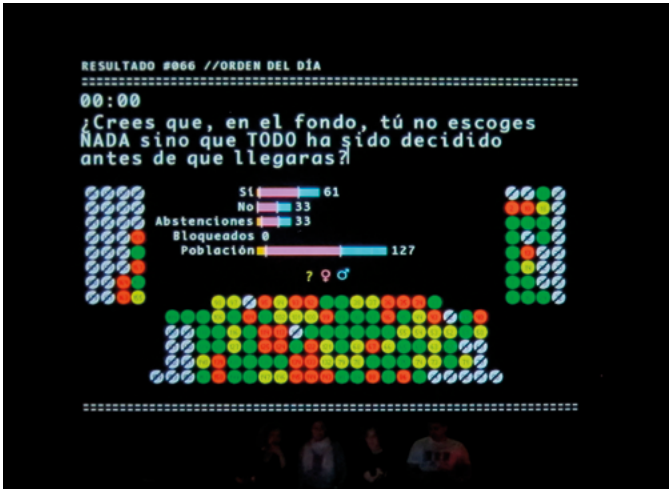 RESULTADO #066 //ORDEN DEL DÍA
00:00
¿Crees que, en el fondo, tú no escoges
NADA sino que TODO ha sido decidido
antes de que llegaras?
Sí 61
No 33
Abstenciones 33
Bloqueados 0
Población 127
? ♀ ♂